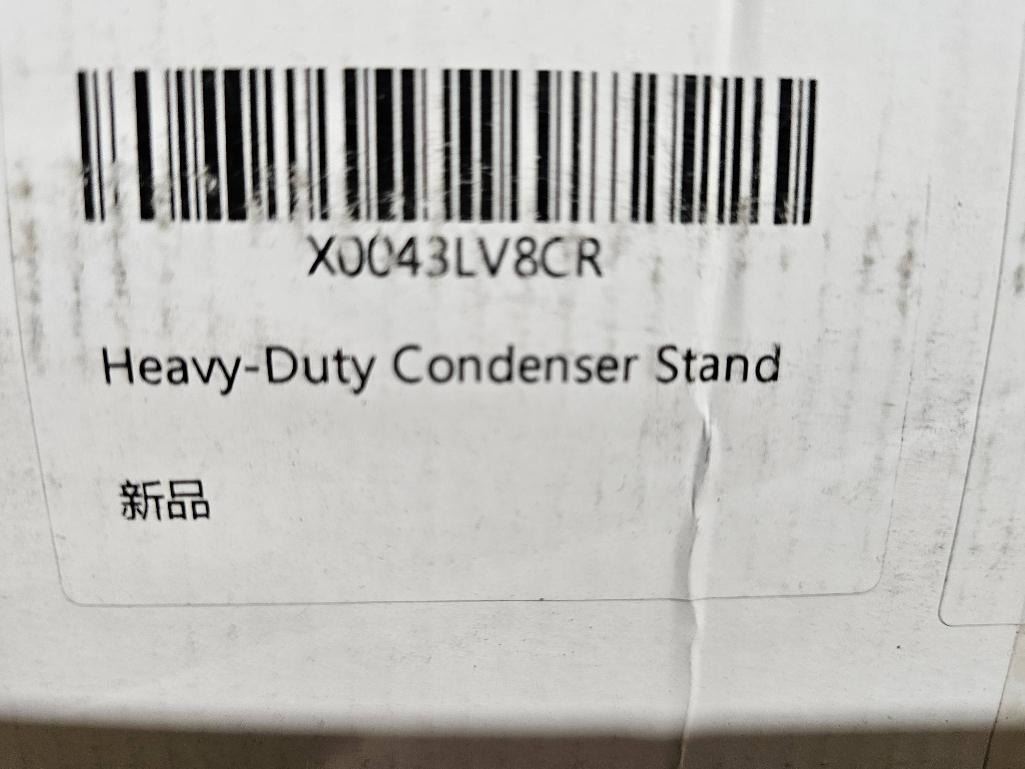 X0043LV8CR
Heavy-Duty Condenser Stand
新品